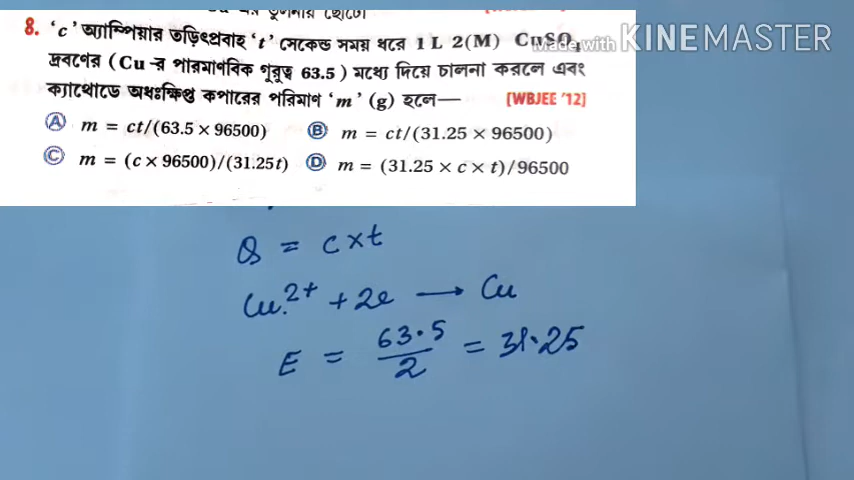 8. ‘c’ অ্যাম্পিয়ার তড়িৎপ্রবাহ ‘t’ সেকেন্ড সময় ধরে 1 L 2(M) CuSO₄
দ্রবণের (Cu-র পারমাণবিক গুরুত্ব 63.5) মধ্যে দিয়ে চালনা করলে এবং
ক্যাথোডে অধঃক্ষিপ্ত কপারের পরিমাণ ‘m’ (g) হলে— [WBJEE '12]
Ⓐ m = ct/(63.5 × 96500) Ⓑ m = ct/(31.25 × 96500)
Ⓒ m = (c × 96500)/(31.25t) Ⓓ m = (31.25 × c × t)/96500
Made with KINEMASTER
Q = c×t
Cu²⁺ + 2e ⟶ Cu
E = 63.5/2 = 31.25